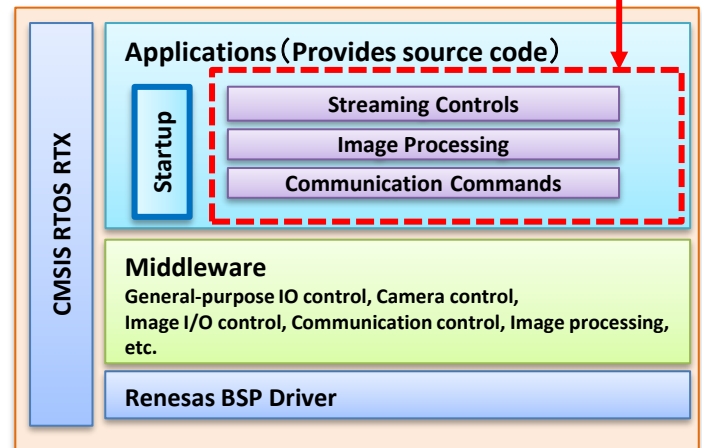 CMSIS RTOS RTX
Applications（Provides source code）
Startup
Streaming Controls
Image Processing
Communication Commands
Middleware
General-purpose IO control, Camera control,
Image I/O control, Communication control, Image processing,
etc.
Renesas BSP Driver